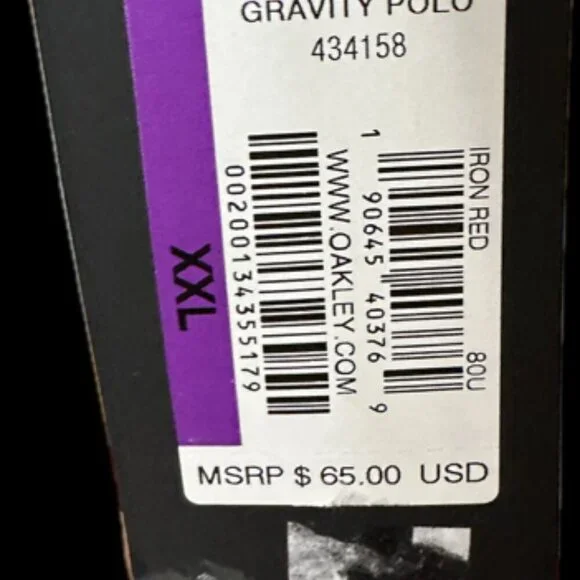 GRAVITY POLO
434158
XXL
00200134355179
WWW.OAKLEY.COM
1 90645 40376 9
IRON RED 80U
MSRP $ 65.00 USD